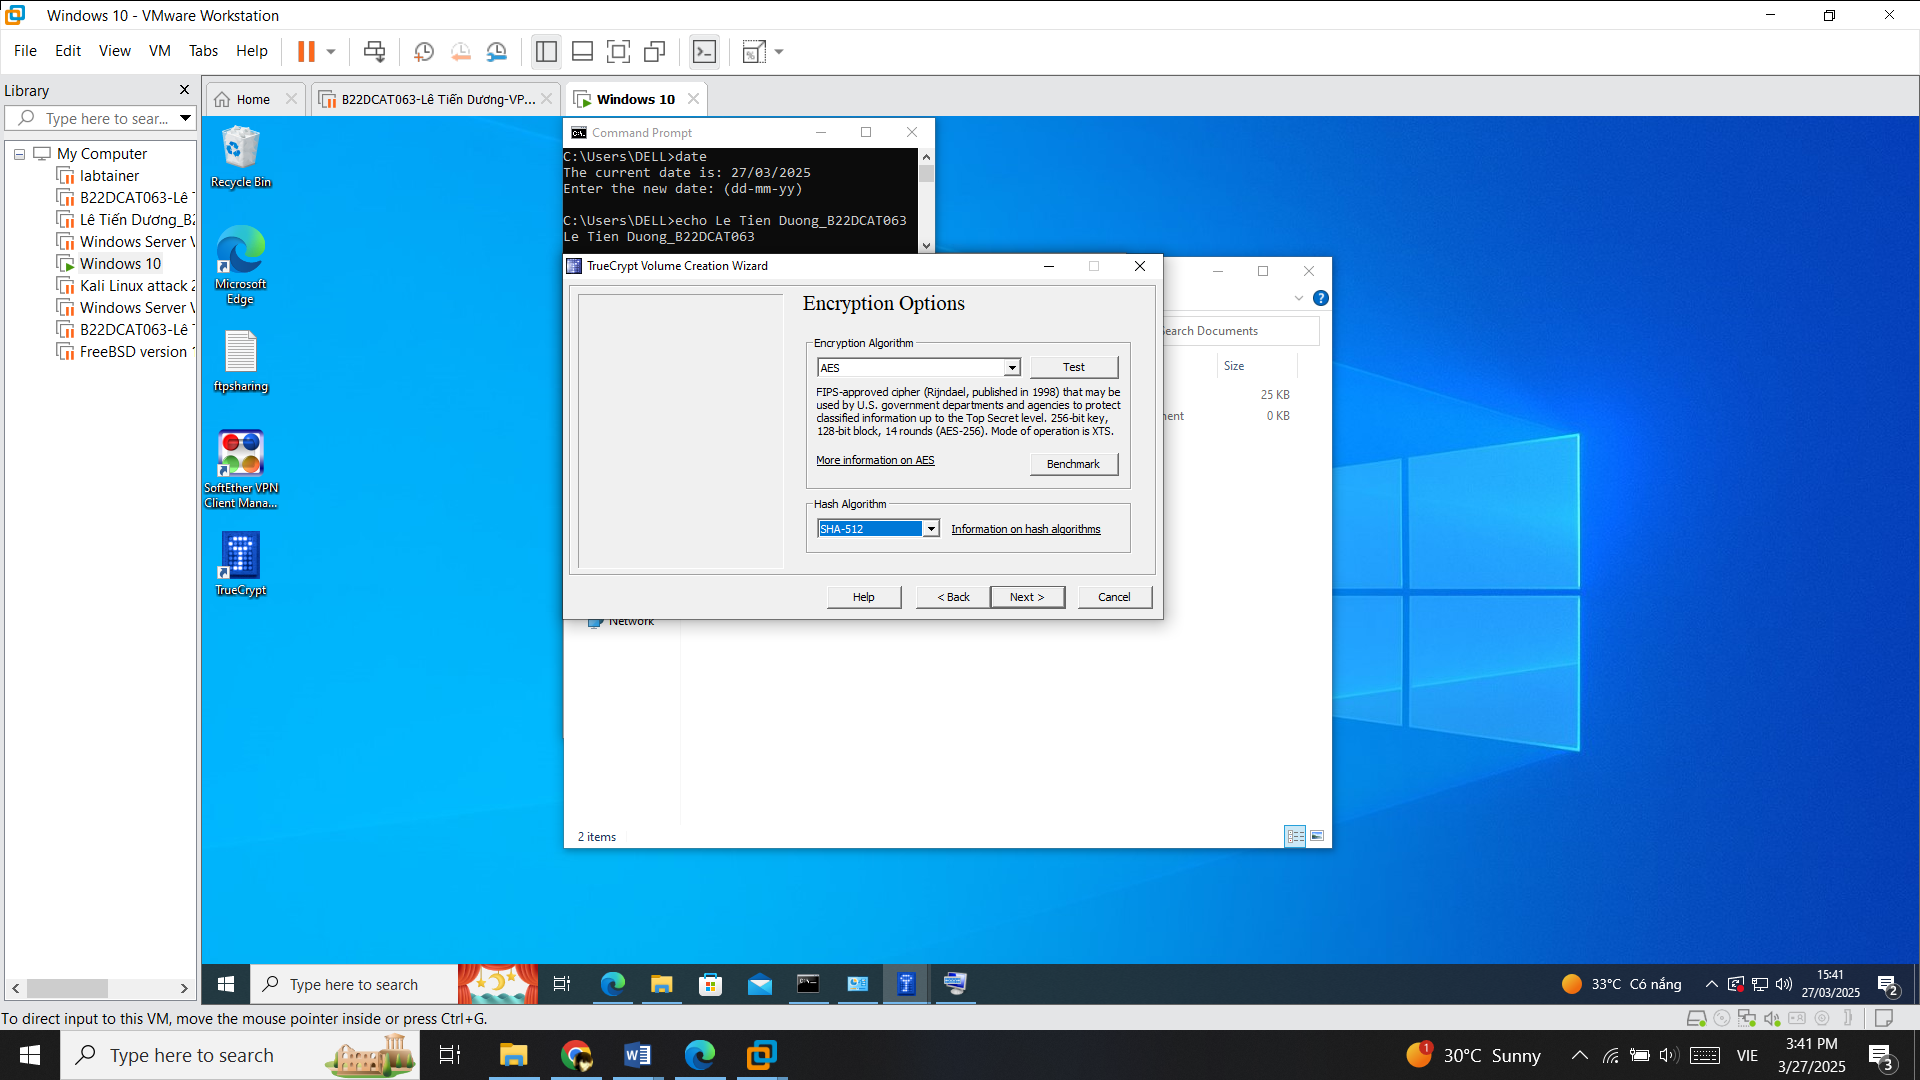 Windows 10 - VMware Workstation
File Edit View VM Tabs Help
Library
Type here to sear...
My Computer
labtainer
B22DCAT063-Lê
Lê Tiến Dương_B2
Windows Server V
Windows 10
Kali Linux attack 2
Windows Server V
B22DCAT063-Lê
FreeBSD version
Home
B22DCAT063-Lê Tiến Dương-VP...
Windows 10
Recycle Bin
Microsoft
Edge
ftpsharing
SoftEther VPN
Client Mana...
TrueCrypt
Command Prompt
C:\Users\DELL>date
The current date is: 27/03/2025
Enter the new date: (dd-mm-yy)
C:\Users\DELL>echo Le Tien Duong_B22DCAT063
Le Tien Duong_B22DCAT063
TrueCrypt Volume Creation Wizard
Encryption Options
Encryption Algorithm
AES
Test
FIPS-approved cipher (Rijndael, published in 1998) that may be
used by U.S. government departments and agencies to protect
classified information up to the Top Secret level. 256-bit key,
128-bit block, 14 rounds (AES-256). Mode of operation is XTS.
More information on AES
Benchmark
Hash Algorithm
SHA-512
Information on hash algorithms
Help
< Back
Next >
Cancel
Search Documents
Size
25 KB
ment
0 KB
Network
2 items
Type here to search
33°C Có nắng
15:41
27/03/2025
2
To direct input to this VM, move the mouse pointer inside or press Ctrl+G.
Type here to search
1
30°C Sunny
VIE
3:41 PM
3/27/2025
3